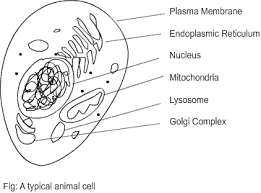 Plasma Membrane
Endoplasmic Reticulum
Nucleus
Mitochondria
Lysosome
Golgi Complex
Fig: A typical animal cell